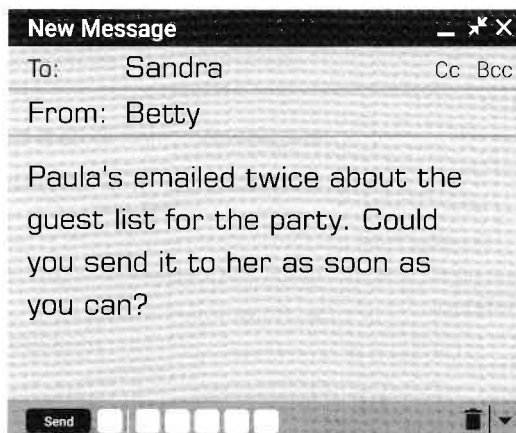 New Message
To: Sandra Cc Bcc
From: Betty
Paula's emailed twice about the
guest list for the party. Could
you send it to her as soon as
you can?
Send